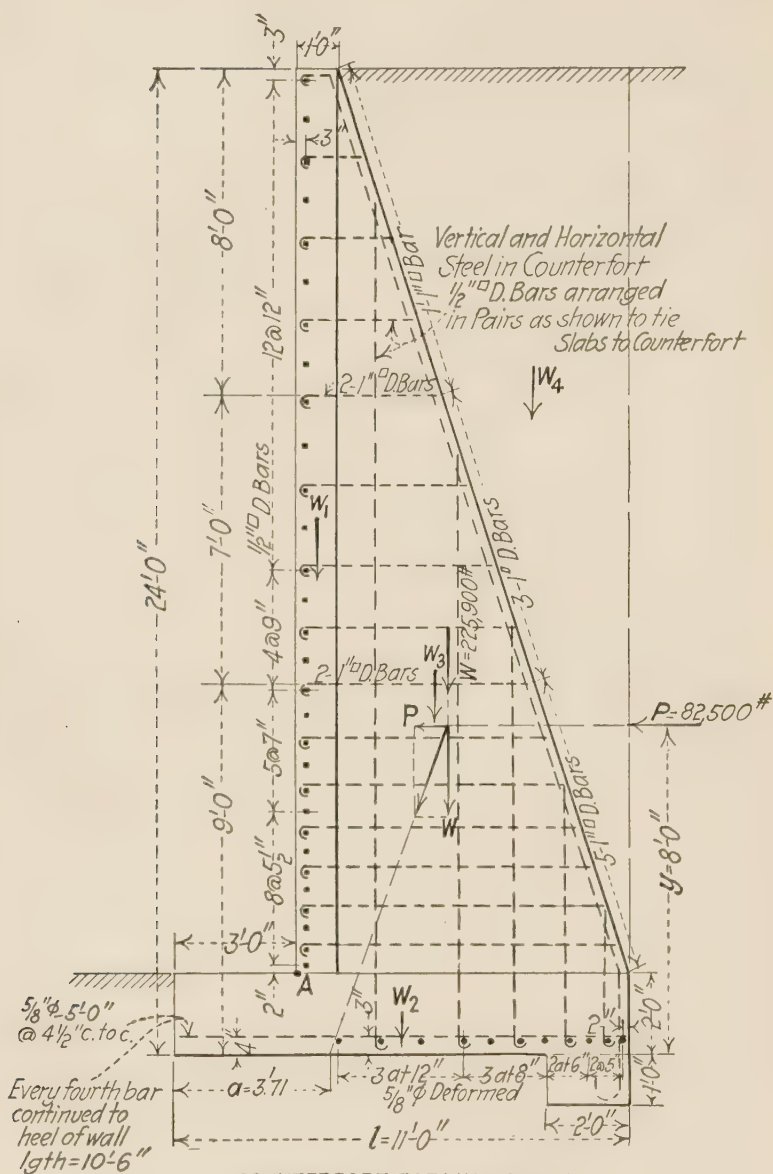 3"
1'0"
3"
8'-0"
12@12"
1-1"□ Bar
Vertical and Horizontal
Steel in Counterfort
½"□ D. Bars arranged
in Pairs as shown to tie
Slabs to Counterfort
2-1"□ D. Bars
W4
24'-0"
7'-0"
½"□ D. Bars
W1
4@9"
3-1"□ D. Bars
W=225,900#
W3
2-1"□ D. Bars
P
P=82,500#
W
9'-0"
5@7"
8@5½"
5-1"□ D. Bars
y=8'-0"
3'-0"
A
2"
⅝"φ-5'-0"
@ 4½" c. to c.
4"
W2
3"
2"
2'-0"
1'-0"
Every fourth bar
continued to
heel of wall
lgth=10'-6"
a=3.'71
3 at 12"
3 at 8"
2 at 6"
2@5"
⅝"φ Deformed
2'-0"
l=11'-0"